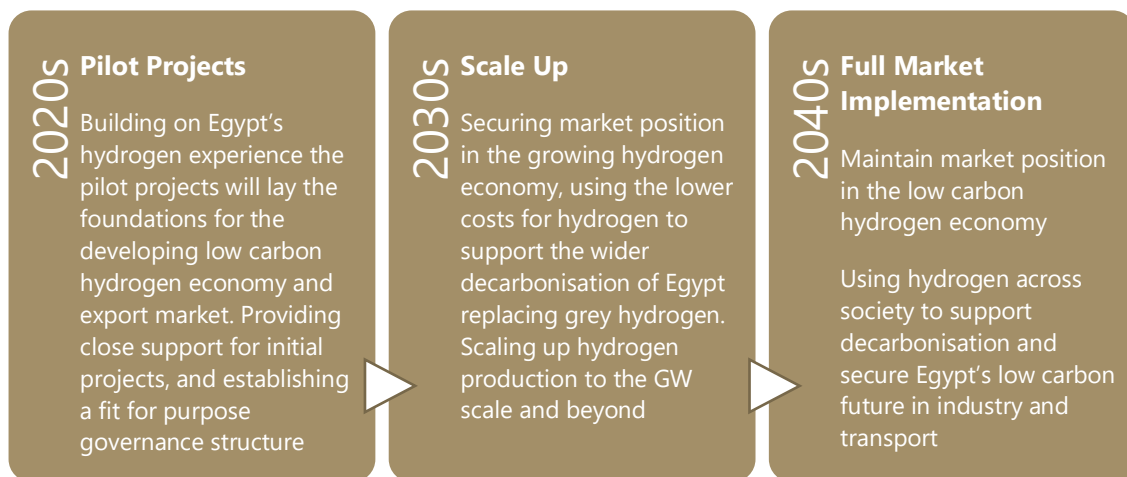 2020s
Pilot Projects
Building on Egypt’s
hydrogen experience the
pilot projects will lay the
foundations for the
developing low carbon
hydrogen economy and
export market. Providing
close support for initial
projects, and establishing
a fit for purpose
governance structure
2030s
Scale Up
Securing market position
in the growing hydrogen
economy, using the lower
costs for hydrogen to
support the wider
decarbonisation of Egypt
replacing grey hydrogen.
Scaling up hydrogen
production to the GW
scale and beyond
2040s
Full Market
Implementation
Maintain market position
in the low carbon
hydrogen economy
Using hydrogen across
society to support
decarbonisation and
secure Egypt’s low carbon
future in industry and
transport